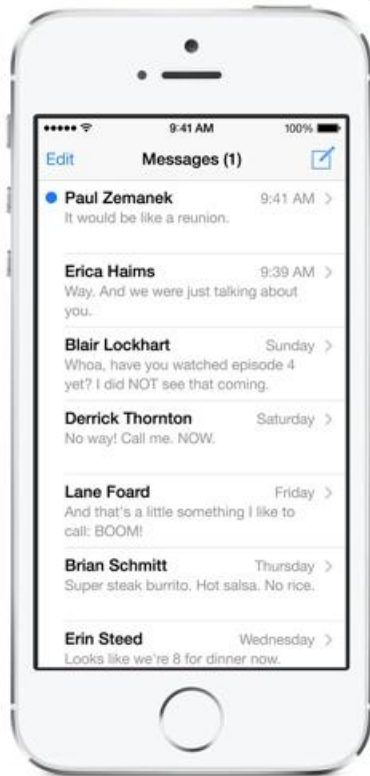 9:41 AM 100%
Edit Messages (1)
Paul Zemanek 9:41 AM
It would be like a reunion.
Erica Haims 9:39 AM
Way. And we were just talking about
you.
Blair Lockhart Sunday
Whoa, have you watched episode 4
yet? I did NOT see that coming.
Derrick Thornton Saturday
No way! Call me. NOW.
Lane Foard Friday
And that's a little something I like to
call: BOOM!
Brian Schmitt Thursday
Super steak burrito. Hot salsa. No rice.
Erin Steed Wednesday
Looks like we're 8 for dinner now.